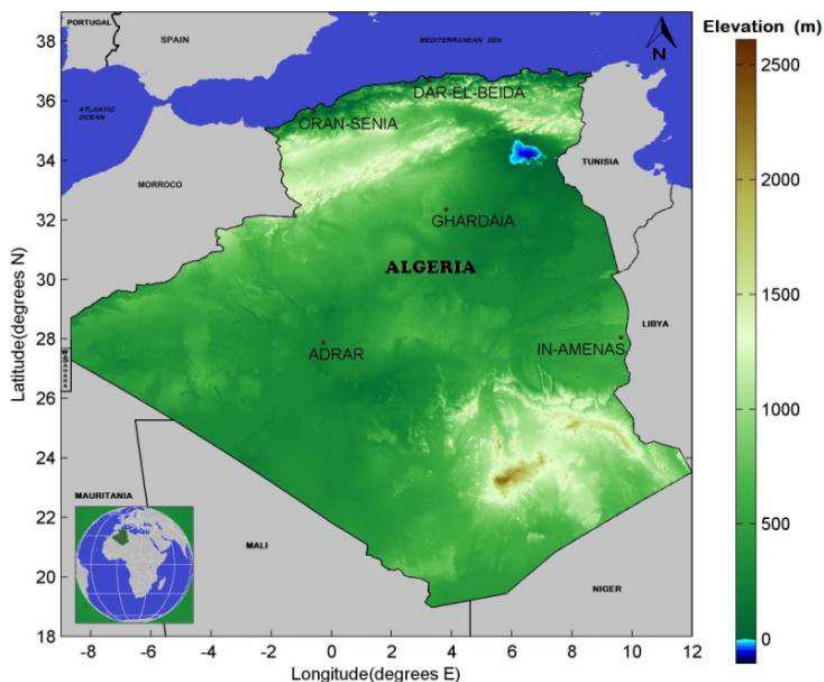 Elevation (m)
PORTUGAL
SPAIN
MEDITERRANEAN SEA
N
ATLANTIC
OCEAN
DAR-EL-BEIDA
ORAN-SENIA
TUNISIA
MORROCO
GHARDAIA
ALGERIA
LIBYA
ADRAR
IN-AMENAS
W
SAHARA
MAURITANIA
MALI
NIGER
38
36
34
32
30
28
26
24
22
20
18
-8
-6
-4
-2
0
2
4
6
8
10
12
Latitude(degrees N)
Longitude(degrees E)
2500
2000
1500
1000
500
0